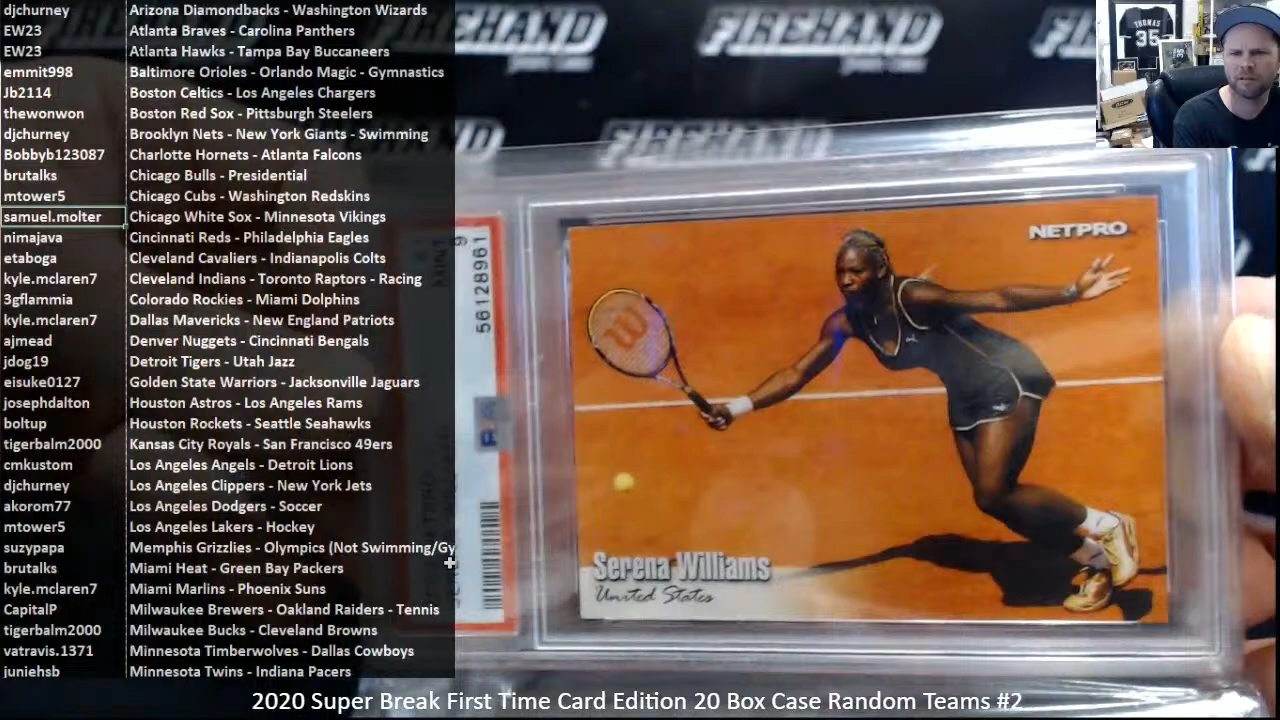 djchurney Arizona Diamondbacks - Washington Wizards
EW23 Atlanta Braves - Carolina Panthers
EW23 Atlanta Hawks - Tampa Bay Buccaneers
emmit998 Baltimore Orioles - Orlando Magic - Gymnastics
Jb2114 Boston Celtics - Los Angeles Chargers
thewonwon Boston Red Sox - Pittsburgh Steelers
djchurney Brooklyn Nets - New York Giants - Swimming
Bobbyb123087 Charlotte Hornets - Atlanta Falcons
brutalks Chicago Bulls - Presidential
mtower5 Chicago Cubs - Washington Redskins
samuel.molter Chicago White Sox - Minnesota Vikings
nimajava Cincinnati Reds - Philadelphia Eagles
etaboga Cleveland Cavaliers - Indianapolis Colts
kyle.mclaren7 Cleveland Indians - Toronto Raptors - Racing
3gflammia Colorado Rockies - Miami Dolphins
kyle.mclaren7 Dallas Mavericks - New England Patriots
ajmead Denver Nuggets - Cincinnati Bengals
jdog19 Detroit Tigers - Utah Jazz
eisuke0127 Golden State Warriors - Jacksonville Jaguars
josephdalton Houston Astros - Los Angeles Rams
boltup Houston Rockets - Seattle Seahawks
tigerbalm2000 Kansas City Royals - San Francisco 49ers
cmkustom Los Angeles Angels - Detroit Lions
djchurney Los Angeles Clippers - New York Jets
akorom77 Los Angeles Dodgers - Soccer
mtower5 Los Angeles Lakers - Hockey
suzypapa Memphis Grizzlies - Olympics (Not Swimming/Gy
brutalks Miami Heat - Green Bay Packers
kyle.mclaren7 Miami Marlins - Phoenix Suns
CapitalP Milwaukee Brewers - Oakland Raiders - Tennis
tigerbalm2000 Milwaukee Bucks - Cleveland Browns
vatravis.1371 Minnesota Timberwolves - Dallas Cowboys
juniehsb Minnesota Twins - Indiana Pacers
FIREHAND
FIREHAND
FIREHAND
THOMAS
35
MINT
9
56128961
NETPRO
W
Serena Williams
United States
2020 Super Break First Time Card Edition 20 Box Case Random Teams #2